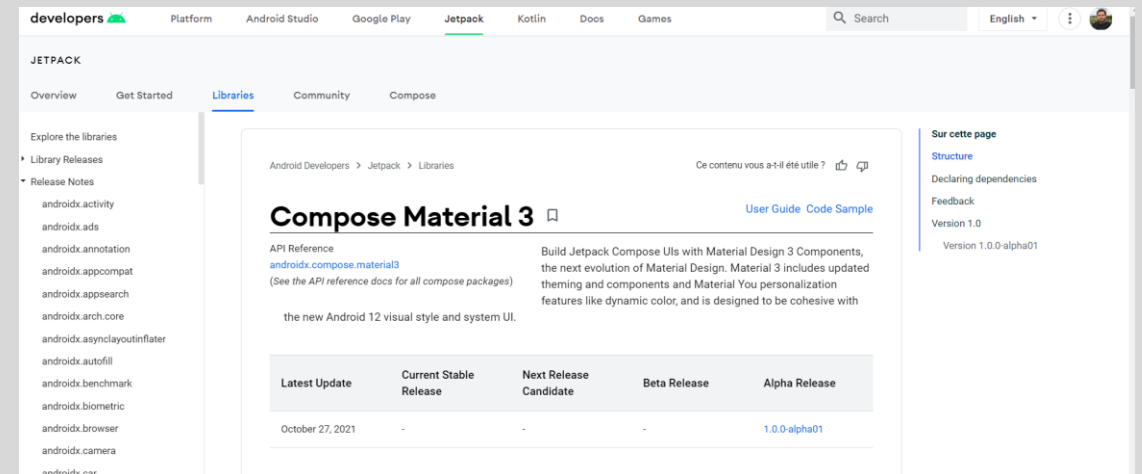 developers
Platform
Android Studio
Google Play
Jetpack
Kotlin
Docs
Games
Search
English
JETPACK
Overview
Get Started
Libraries
Community
Compose
Explore the libraries
Library Releases
Release Notes
androidx.activity
androidx.ads
androidx.annotation
androidx.appcompat
androidx.appsearch
androidx.arch.core
androidx.asynclayoutinflater
androidx.autofill
androidx.benchmark
androidx.biometric
androidx.browser
androidx.camera
androidx.car
Android Developers > Jetpack > Libraries
Ce contenu vous a-t-il été utile ?
Compose Material 3
User Guide Code Sample
API Reference
androidx.compose.material3
(See the API reference docs for all compose packages)
Build Jetpack Compose UIs with Material Design 3 Components,
the next evolution of Material Design. Material 3 includes updated
theming and components and Material You personalization
features like dynamic color, and is designed to be cohesive with
the new Android 12 visual style and system UI.
Latest Update
Current Stable
Release
Next Release
Candidate
Beta Release
Alpha Release
October 27, 2021
-
-
-
1.0.0-alpha01
Sur cette page
Structure
Declaring dependencies
Feedback
Version 1.0
Version 1.0.0-alpha01